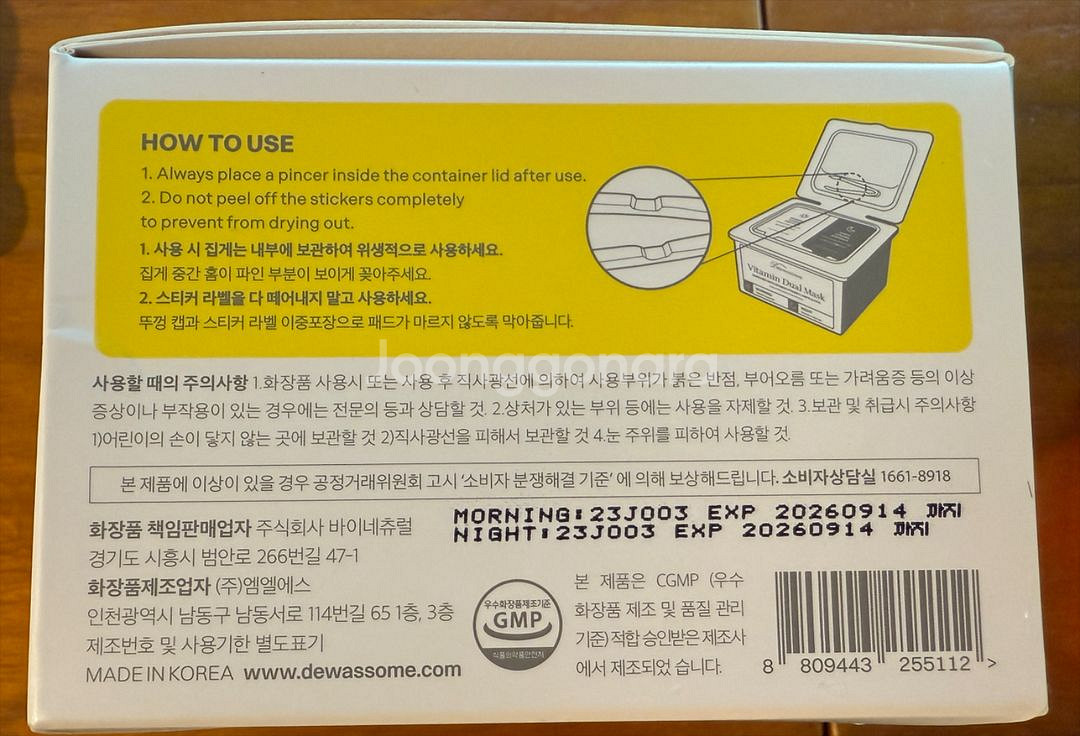 HOW TO USE
1. Always place a pincer inside the container lid after use.
2. Do not peel off the stickers completely
to prevent from drying out.
1. 사용 시 집게는 내부에 보관하여 위생적으로 사용하세요.
집게 중간 홈이 파인 부분이 보이게 꽂아주세요.
2. 스티커 라벨을 다 떼어내지 말고 사용하세요.
뚜껑 캡과 스티커 라벨 이중포장으로 패드가 마르지 않도록 막아줍니다.
Vitamin Dual Mask
Joonggonara
사용할 때의 주의사항 1.화장품 사용시 또는 사용 후 직사광선에 의하여 사용부위가 붉은 반점, 부어오름 또는 가려움증 등의 이상
증상이나 부작용이 있는 경우에는 전문의 등과 상담할 것. 2.상처가 있는 부위 등에는 사용을 자제할 것. 3.보관 및 취급시 주의사항
1)어린이의 손이 닿지 않는 곳에 보관할 것 2)직사광선을 피해서 보관할 것 4.눈 주위를 피하여 사용할 것.
본 제품에 이상이 있을 경우 공정거래위원회 고시 '소비자 분쟁해결 기준' 에 의해 보상해드립니다. 소비자상담실 1661-8918
화장품 책임판매업자 주식회사 바이네츄럴
경기도 시흥시 범안로 266번길 47-1
화장품제조업자 (주)엠엘에스
인천광역시 남동구 남동서로 114번길 65 1층, 3층
제조번호 및 사용기한 별도표기
MADE IN KOREA www.dewassome.com
MORNING:23J003 EXP 20260914 까지
NIGHT:23J003 EXP 20260914 까지
우수화장품제조기준
GMP
식품의약품안전처
본 제품은 CGMP (우수
화장품 제조 및 품질 관리
기준) 적합 승인받은 제조사
에서 제조되었 습니다.
8 809443 255112 >